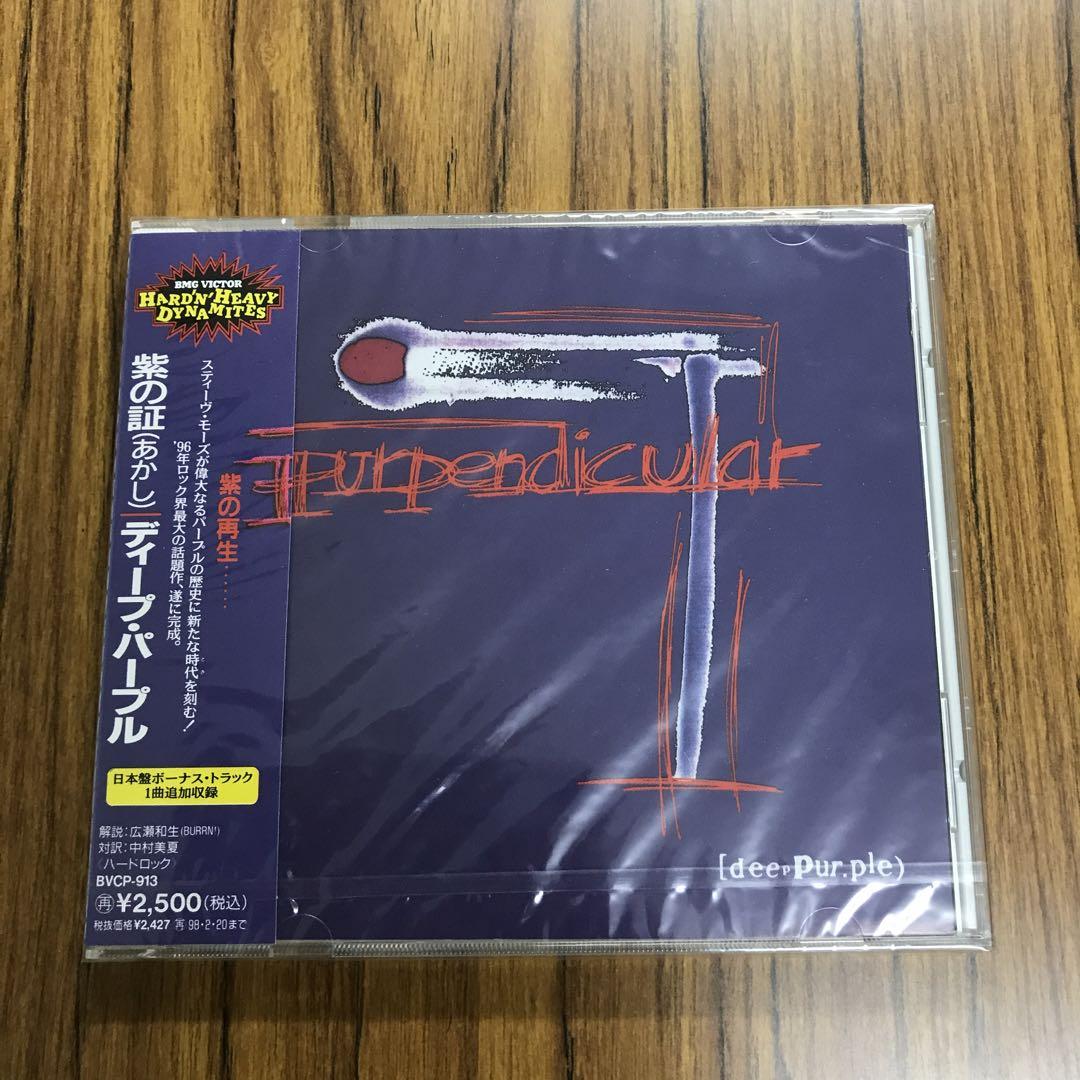 BMG VICTOR
HARD'N'HEAVY
DYNAMITES
紫の証(あかし) ディープ・パープル
紫の再生······
スティーヴ・モーズが偉大なるパープルの歴史に新たな時代を刻む!
'96年ロック界最大の話題作、遂に完成。
日本盤ボーナス・トラック
1曲追加収録
解説:広瀬和生(BURRN!)
対訳:中村美夏
〈ハードロック〉
BVCP-913
再¥2,500(税込)
税抜価格¥2,427 再 98・2・20まで
purpendicular
[deepPur.ple)